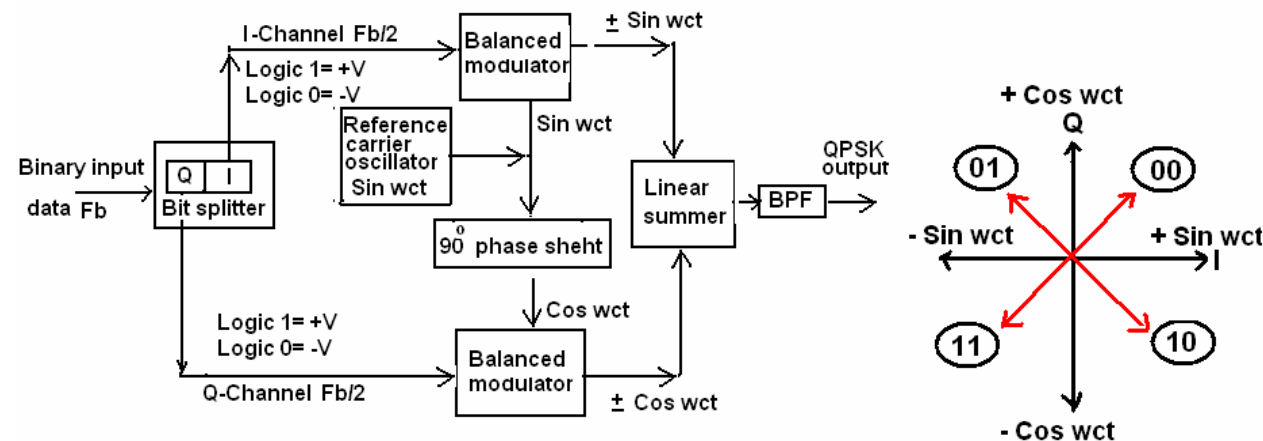 I-Channel Fb/2
Logic 1= +V
Logic 0= -V
Balanced
modulator
± Sin wct
Sin wct
Reference
carrier
oscillator
Sin wct
Binary input
data Fb
Q I
Bit splitter
90° phase sheht
Cos wct
Linear
summer
BPF
QPSK
output
Logic 1= +V
Logic 0= -V
Q-Channel Fb/2
Balanced
modulator
± Cos wct
+ Cos wct
Q
01
00
- Sin wct
+ Sin wct
I
11
10
- Cos wct